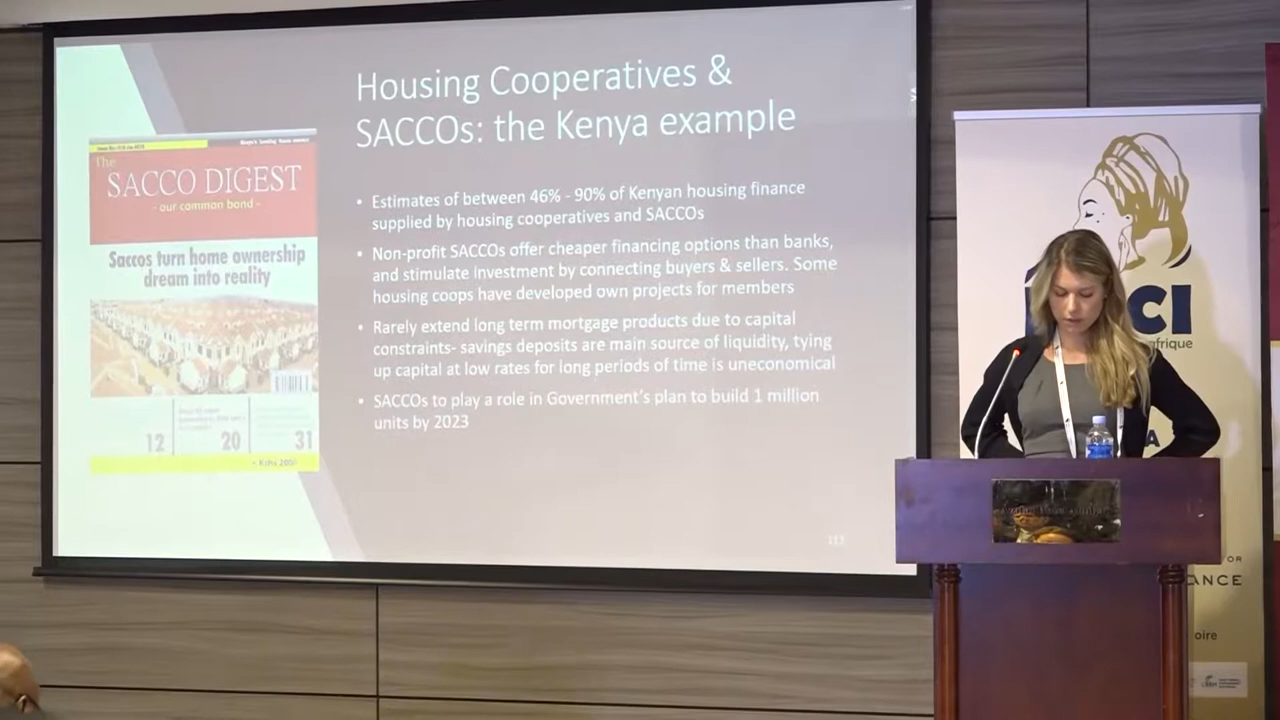 Housing Cooperatives &
SACCOs: the Kenya example
• Estimates of between 46% - 90% of Kenyan housing finance
supplied by housing cooperatives and SACCOs
• Non-profit SACCOs offer cheaper financing options than banks,
and stimulate investment by connecting buyers & sellers. Some
housing coops have developed own projects for members
• Rarely extend long term mortgage products due to capital
constraints- savings deposits are main source of liquidity, tying
up capital at low rates for long periods of time is uneconomical
• SACCOs to play a role in Government's plan to build 1 million
units by 2023
113
The
SACCO DIGEST
- our common bond -
Saccos turn home ownership
dream into reality
12
20
31
CI
afrique
A
OR
ANCE
oire